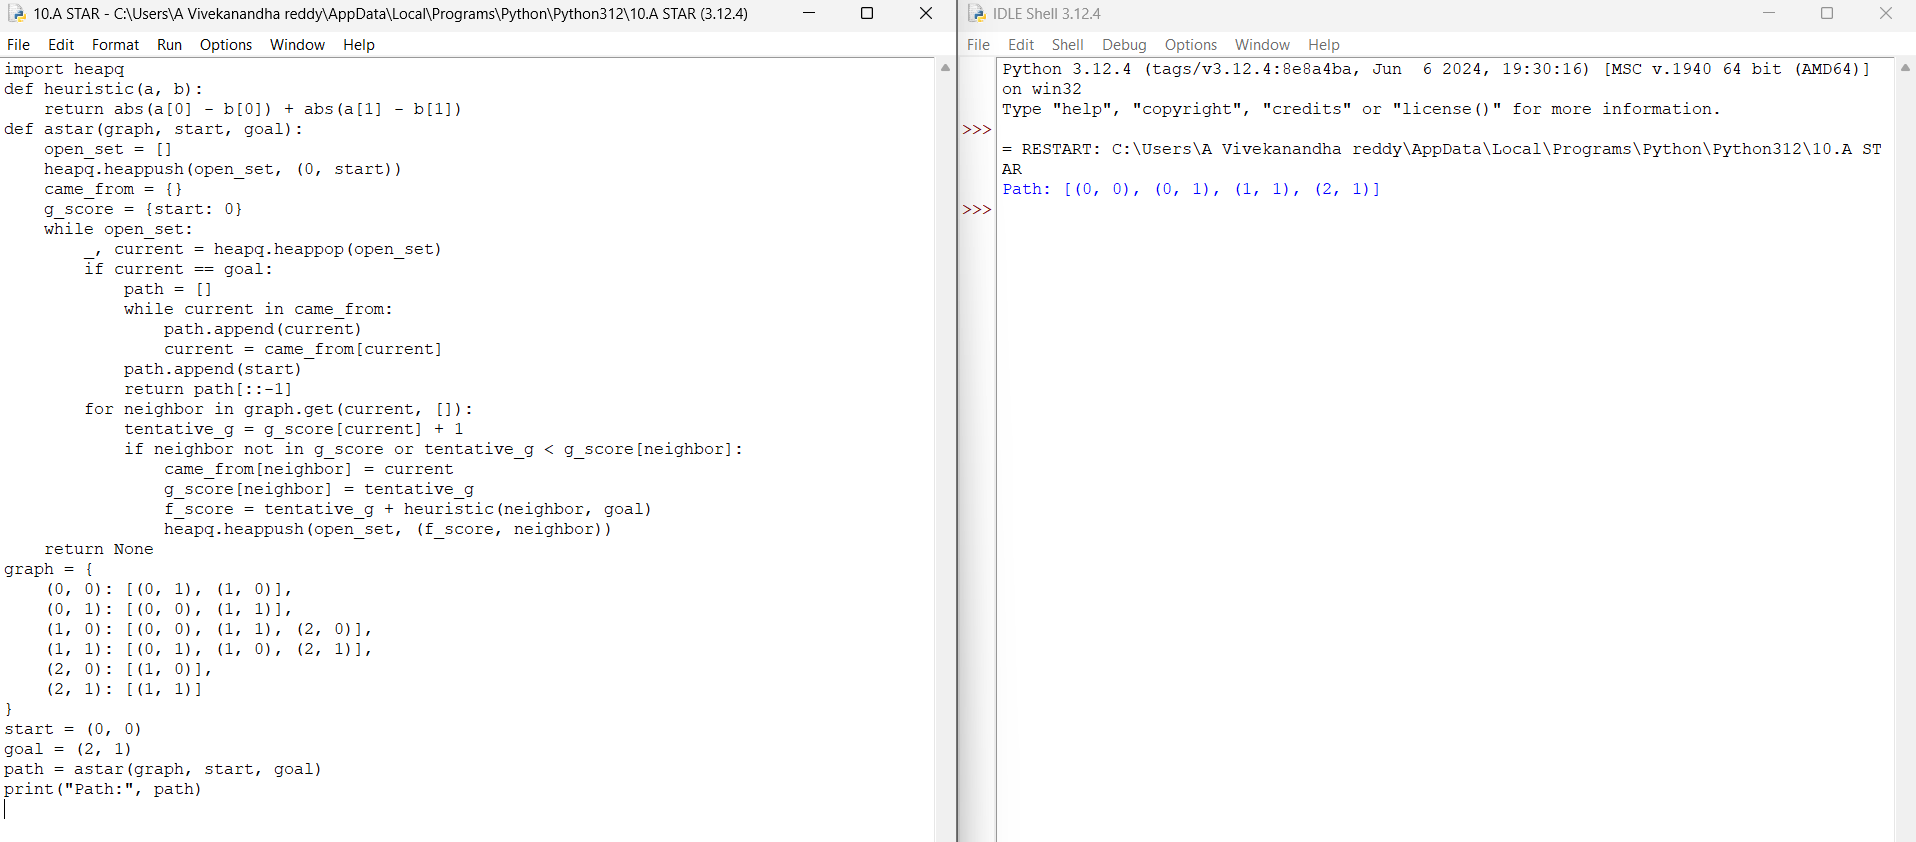 10.A STAR - C:\Users\A Vivekanandha reddy\AppData\Local\Programs\Python\Python312\10.A STAR (3.12.4)
File Edit Format Run Options Window Help
import heapq
def heuristic(a, b):
    return abs(a[0] - b[0]) + abs(a[1] - b[1])
def astar(graph, start, goal):
    open_set = []
    heapq.heappush(open_set, (0, start))
    came_from = {}
    g_score = {start: 0}
    while open_set:
        _, current = heapq.heappop(open_set)
        if current == goal:
            path = []
            while current in came_from:
                path.append(current)
                current = came_from[current]
            path.append(start)
            return path[::-1]
        for neighbor in graph.get(current, []):
            tentative_g = g_score[current] + 1
            if neighbor not in g_score or tentative_g < g_score[neighbor]:
                came_from[neighbor] = current
                g_score[neighbor] = tentative_g
                f_score = tentative_g + heuristic(neighbor, goal)
                heapq.heappush(open_set, (f_score, neighbor))
    return None
graph = {
    (0, 0): [(0, 1), (1, 0)],
    (0, 1): [(0, 0), (1, 1)],
    (1, 0): [(0, 0), (1, 1), (2, 0)],
    (1, 1): [(0, 1), (1, 0), (2, 1)],
    (2, 0): [(1, 0)],
    (2, 1): [(1, 1)]
}
start = (0, 0)
goal = (2, 1)
path = astar(graph, start, goal)
print("Path:", path)
IDLE Shell 3.12.4
File Edit Shell Debug Options Window Help
Python 3.12.4 (tags/v3.12.4:8e8a4ba, Jun  6 2024, 19:30:16) [MSC v.1940 64 bit (AMD64)]
on win32
Type "help", "copyright", "credits" or "license()" for more information.
>>>
= RESTART: C:\Users\A Vivekanandha reddy\AppData\Local\Programs\Python\Python312\10.A ST
AR
Path: [(0, 0), (0, 1), (1, 1), (2, 1)]
>>>